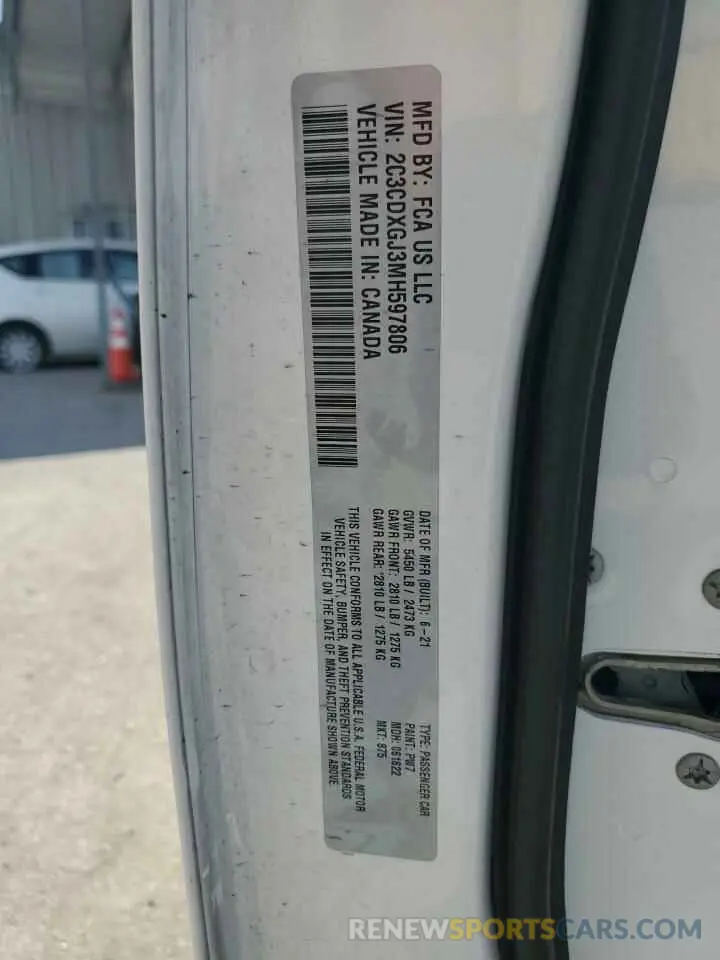 MFD BY: FCA US LLC
VIN: 2C3CDXGJ3MH597806
VEHICLE MADE IN: CANADA
DATE OF MFR (BUILT): 6-21
GVWR: 5450 LB / 2473 KG
GAWR FRONT: 2810 LB / 1275 KG
GAWR REAR: 2810 LB / 1275 KG
TYPE: PASSENGER CAR
PAINT: PW7
MDH: 061622
MKT: 975
THIS VEHICLE CONFORMS TO ALL APPLICABLE U.S.A. FEDERAL MOTOR
VEHICLE SAFETY, BUMPER, AND THEFT PREVENTION STANDARDS
IN EFFECT ON THE DATE OF MANUFACTURE SHOWN ABOVE
RENEWSPORTSCARS.COM